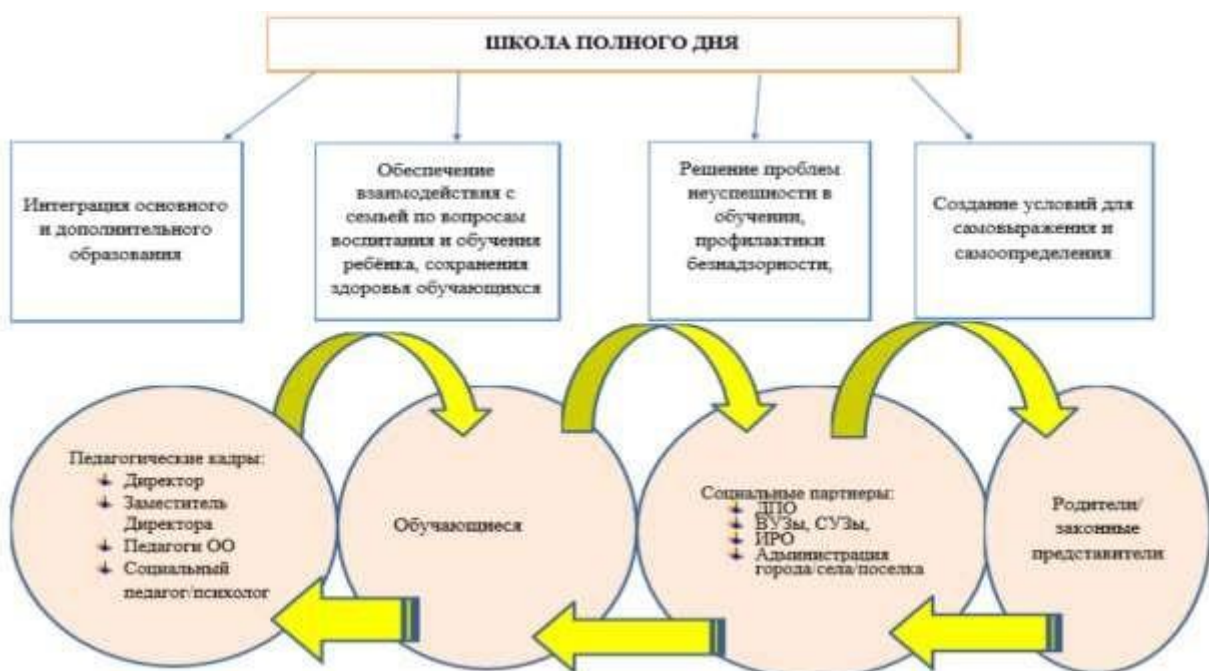 ШКОЛА ПОЛНОГО ДНЯ
Интеграция основного
и дополнительного
образования
Обеспечение
взаимодействия с
семьей по вопросам
воспитания и обучения
ребёнка, сохранения
здоровья обучающихся
Решение проблем
неуспешности в
обучении,
профилактики
безнадзорности,
Создание условий для
самовыражения и
самоопределения
Педагогические кадры:
Директор
Заместитель
Директора
Педагоги ОО
Социальный
педагог/психолог
Обучающиеся
Социальные партнеры:
ДПО
ВУЗы, СУЗы,
ИРО
Администрация
города/села/поселка
Родители/
законные
представители